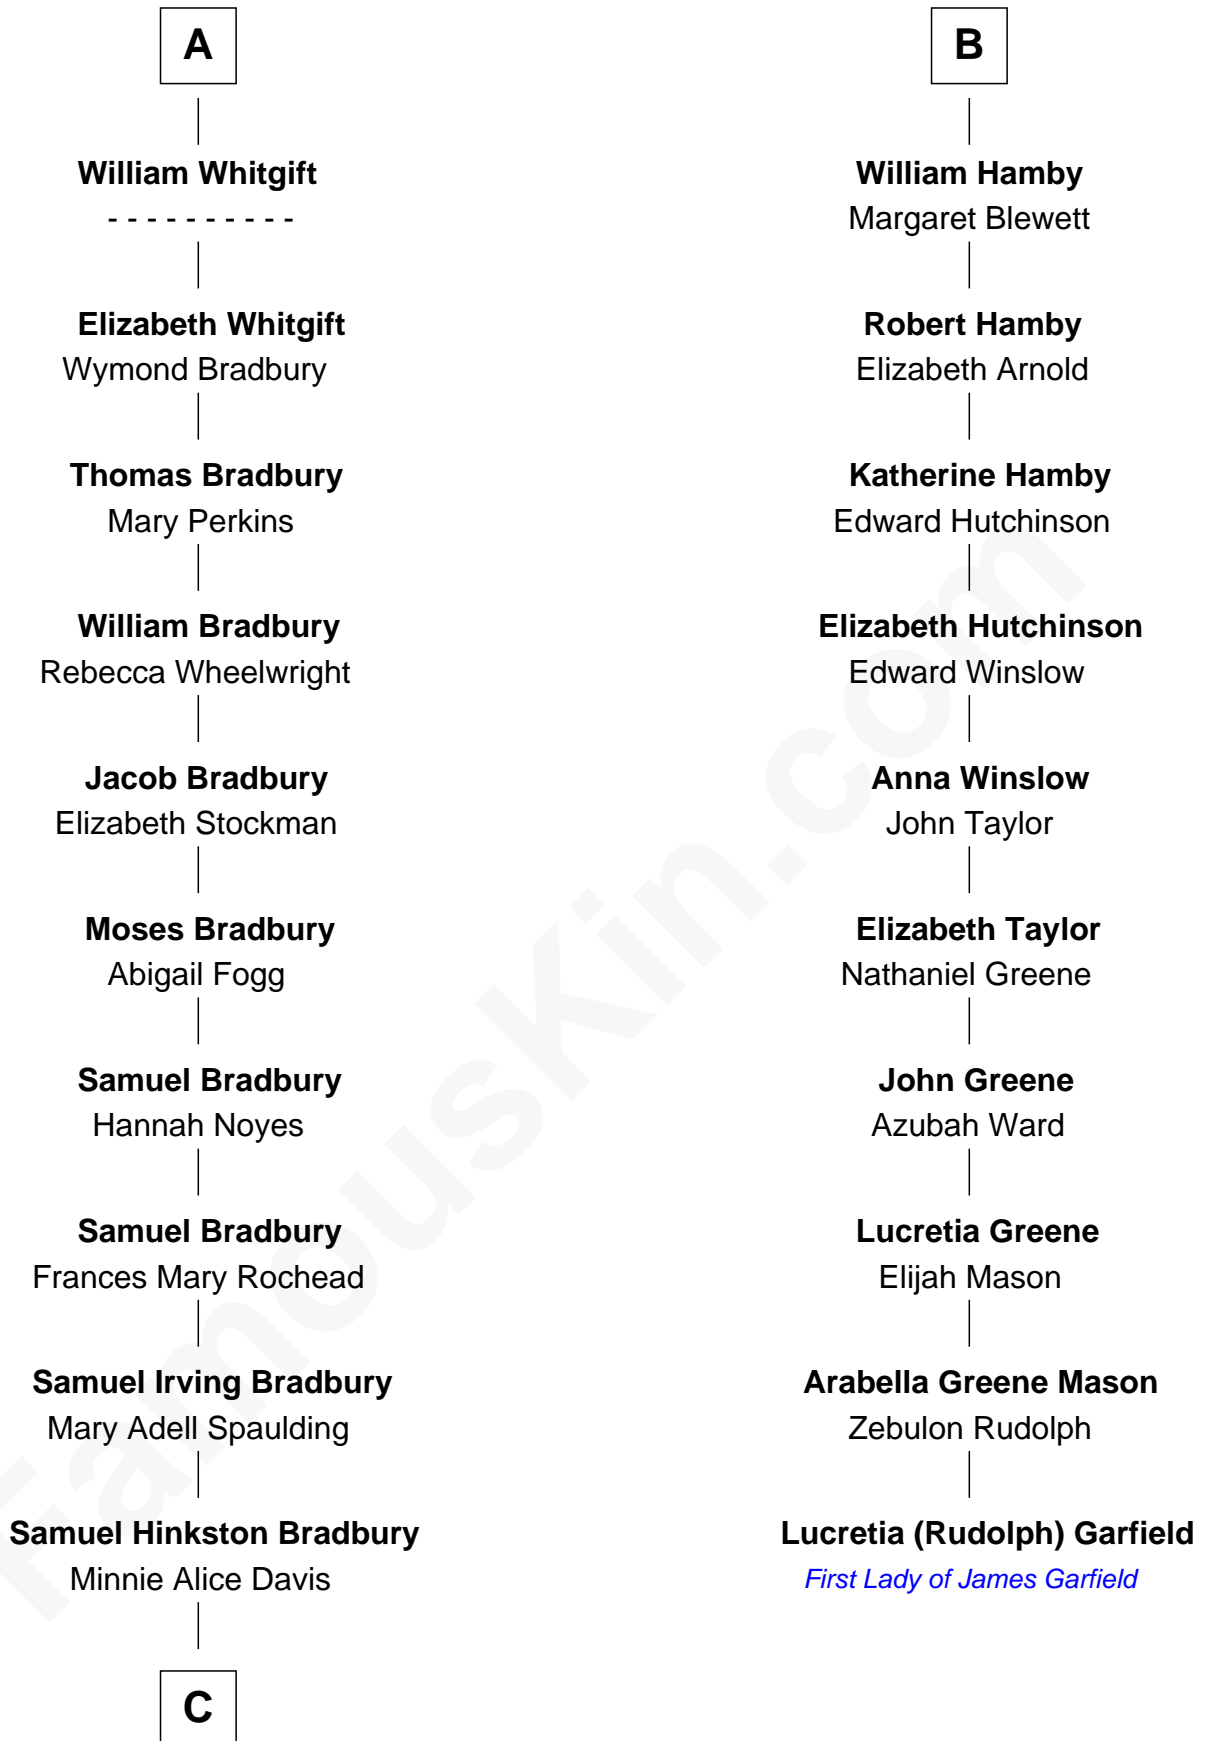 A
William Whitgift
- - - - - - - - - -
Elizabeth Whitgift
Wymond Bradbury
Thomas Bradbury
Mary Perkins
William Bradbury
Rebecca Wheelwright
Jacob Bradbury
Elizabeth Stockman
Moses Bradbury
Abigail Fogg
Samuel Bradbury
Hannah Noyes
Samuel Bradbury
Frances Mary Rochead
Samuel Irving Bradbury
Mary Adell Spaulding
Samuel Hinkston Bradbury
Minnie Alice Davis
C
B
William Hamby
Margaret Blewett
Robert Hamby
Elizabeth Arnold
Katherine Hamby
Edward Hutchinson
Elizabeth Hutchinson
Edward Winslow
Anna Winslow
John Taylor
Elizabeth Taylor
Nathaniel Greene
John Greene
Azubah Ward
Lucretia Greene
Elijah Mason
Arabella Greene Mason
Zebulon Rudolph
Lucretia (Rudolph) Garfield
First Lady of James Garfield
FamousKin.com